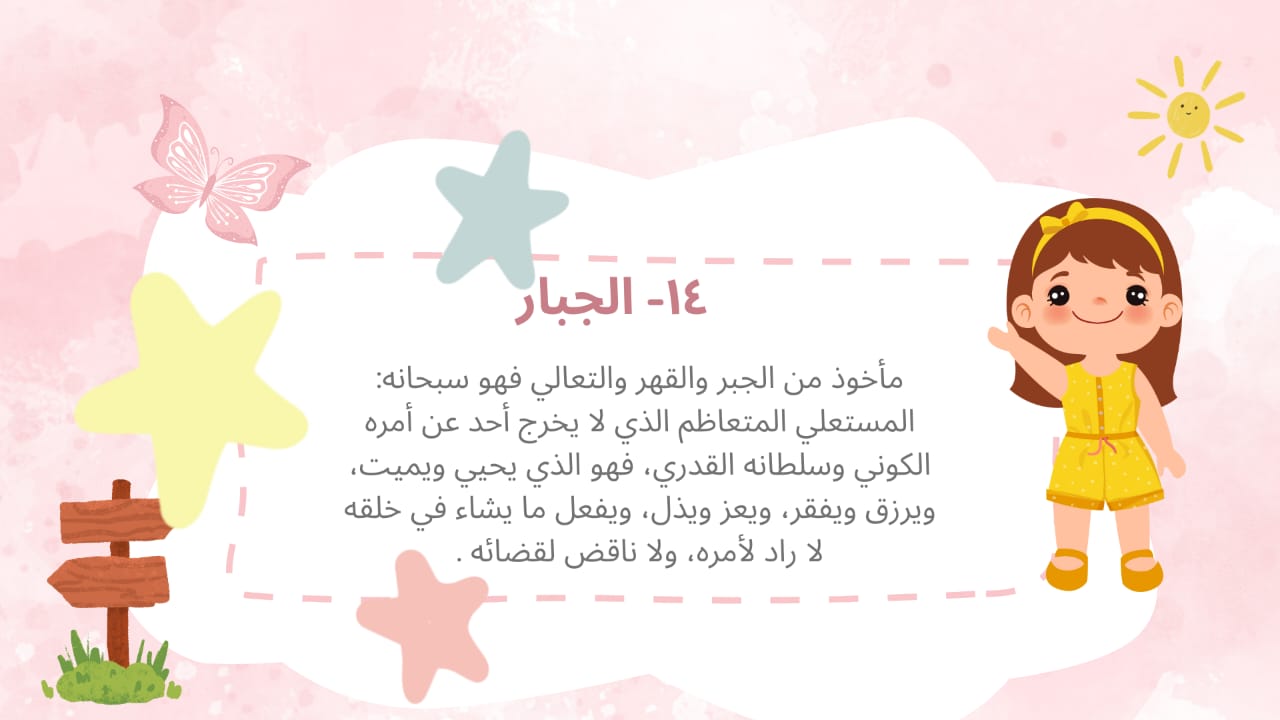 ١٤- الجبار
مأخوذ من الجبر والقهر والتعالي فهو سبحانه:
المستعلي المتعاظم الذي لا يخرج أحد عن أمره
الكوني وسلطانه القدري، فهو الذي يحيي ويميت،
ويرزق ويفقر، ويعز ويذل، ويفعل ما يشاء في خلقه
لا راد لأمره، ولا ناقض لقضائه .